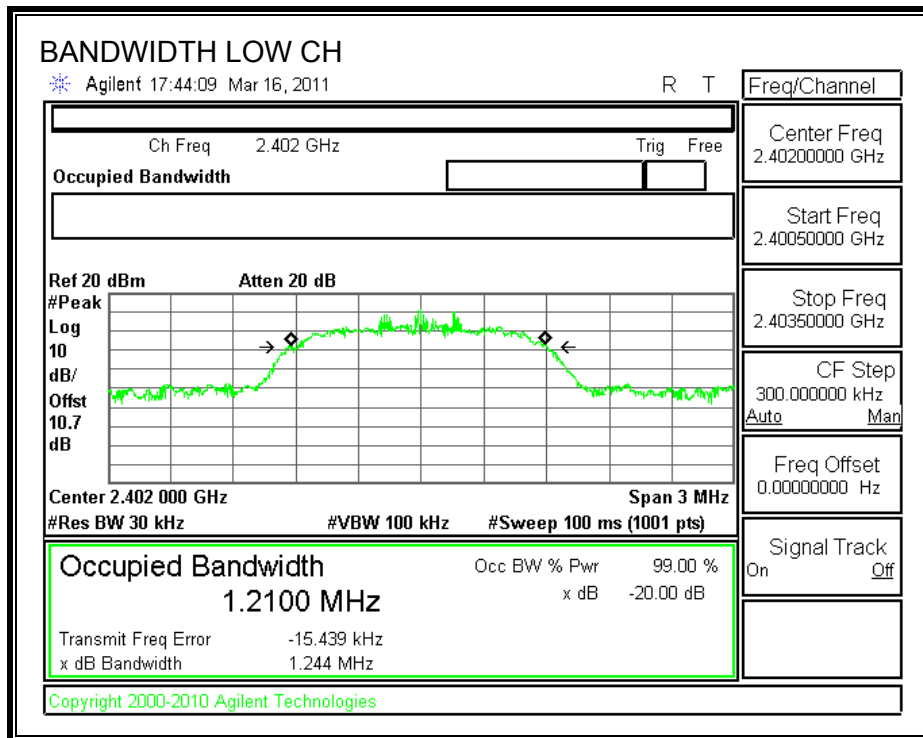 BANDWIDTH LOW CH
Agilent 17:44:09 Mar 16, 2011 R T
Freq/Channel
Ch Freq 2.402 GHz Trig Free
Occupied Bandwidth
Center Freq
2.40200000 GHz
Start Freq
2.40050000 GHz
Stop Freq
2.40350000 GHz
CF Step
300.000000 kHz
Auto Man
Freq Offset
0.00000000 Hz
Signal Track
On Off
Ref 20 dBm Atten 20 dB
#Peak
Log
10
dB/
Offst
10.7
dB
Center 2.402 000 GHz Span 3 MHz
#Res BW 30 kHz #VBW 100 kHz #Sweep 100 ms (1001 pts)
Occupied Bandwidth Occ BW % Pwr 99.00 %
1.2100 MHz x dB -20.00 dB
Transmit Freq Error -15.439 kHz
x dB Bandwidth 1.244 MHz
Copyright 2000-2010 Agilent Technologies